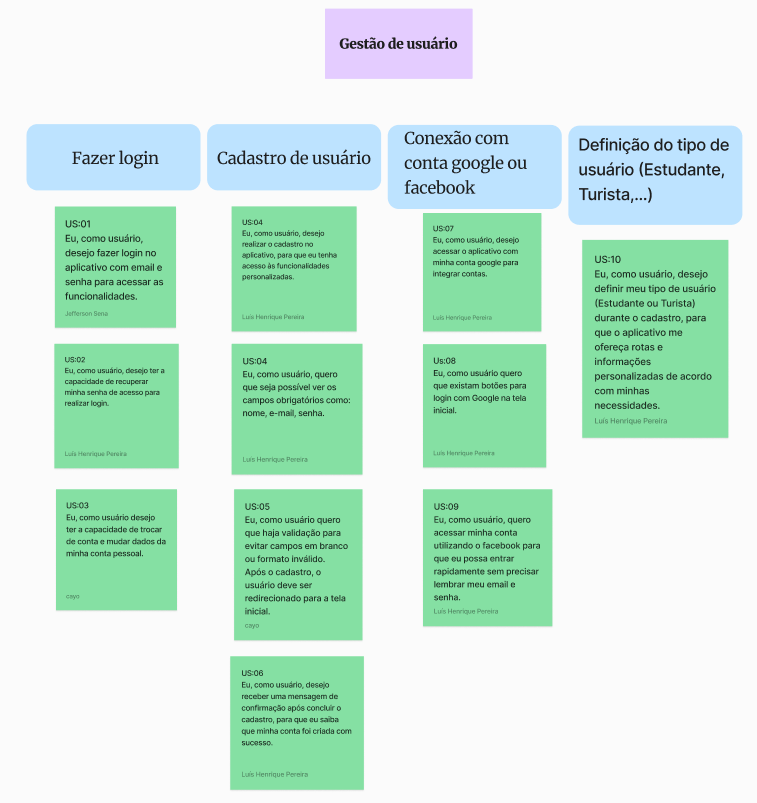 Gestão de usuário
Fazer login
US:01
Eu, como usuário,
desejo fazer login no
aplicativo com email e
senha para acessar as
funcionalidades.
Jefferson Sena
US:02
Eu, como usuário, desejo ter a
capacidade de recuperar
minha senha de acesso para
realizar login.
Luís Henrique Pereira
US:03
Eu, como usuário desejo
ter a capacidade de trocar
de conta e mudar dados da
minha conta pessoal.
cayo
Cadastro de usuário
US:04
Eu, como usuário, desejo
realizar o cadastro no
aplicativo, para que eu tenha
acesso às funcionalidades
personalizadas.
Luís Henrique Pereira
US:04
Eu, como usuário, quero
que seja possível ver os
campos obrigatórios como:
nome, e-mail, senha.
Luís Henrique Pereira
US:05
Eu, como usuário quero
que haja validação para
evitar campos em branco
ou formato inválido.
Após o cadastro, o
usuário deve ser
redirecionado para a tela
inicial.
cayo
US:06
Eu, como usuário, desejo
receber uma mensagem de
confirmação após concluir o
cadastro, para que eu saiba
que minha conta foi criada com
sucesso.
Luís Henrique Pereira
Conexão com
conta google ou
facebook
US:07
Eu, como usuário, desejo
acessar o aplicativo com
minha conta google para
integrar contas.
Luís Henrique Pereira
Us:08
Eu, como usuário quero
que existam botões para
login com Google na tela
inicial.
Luís Henrique Pereira
US:09
Eu, como usuário, quero
acessar minha conta
utilizando o facebook para
que eu possa entrar
rapidamente sem precisar
lembrar meu email e
senha.
Luís Henrique Pereira
Definição do tipo de
usuário (Estudante,
Turista,...)
US:10
Eu, como usuário, desejo
definir meu tipo de usuário
(Estudante ou Turista)
durante o cadastro, para
que o aplicativo me
ofereça rotas e
informações
personalizadas de acordo
com minhas
necessidades.
Luís Henrique Pereira